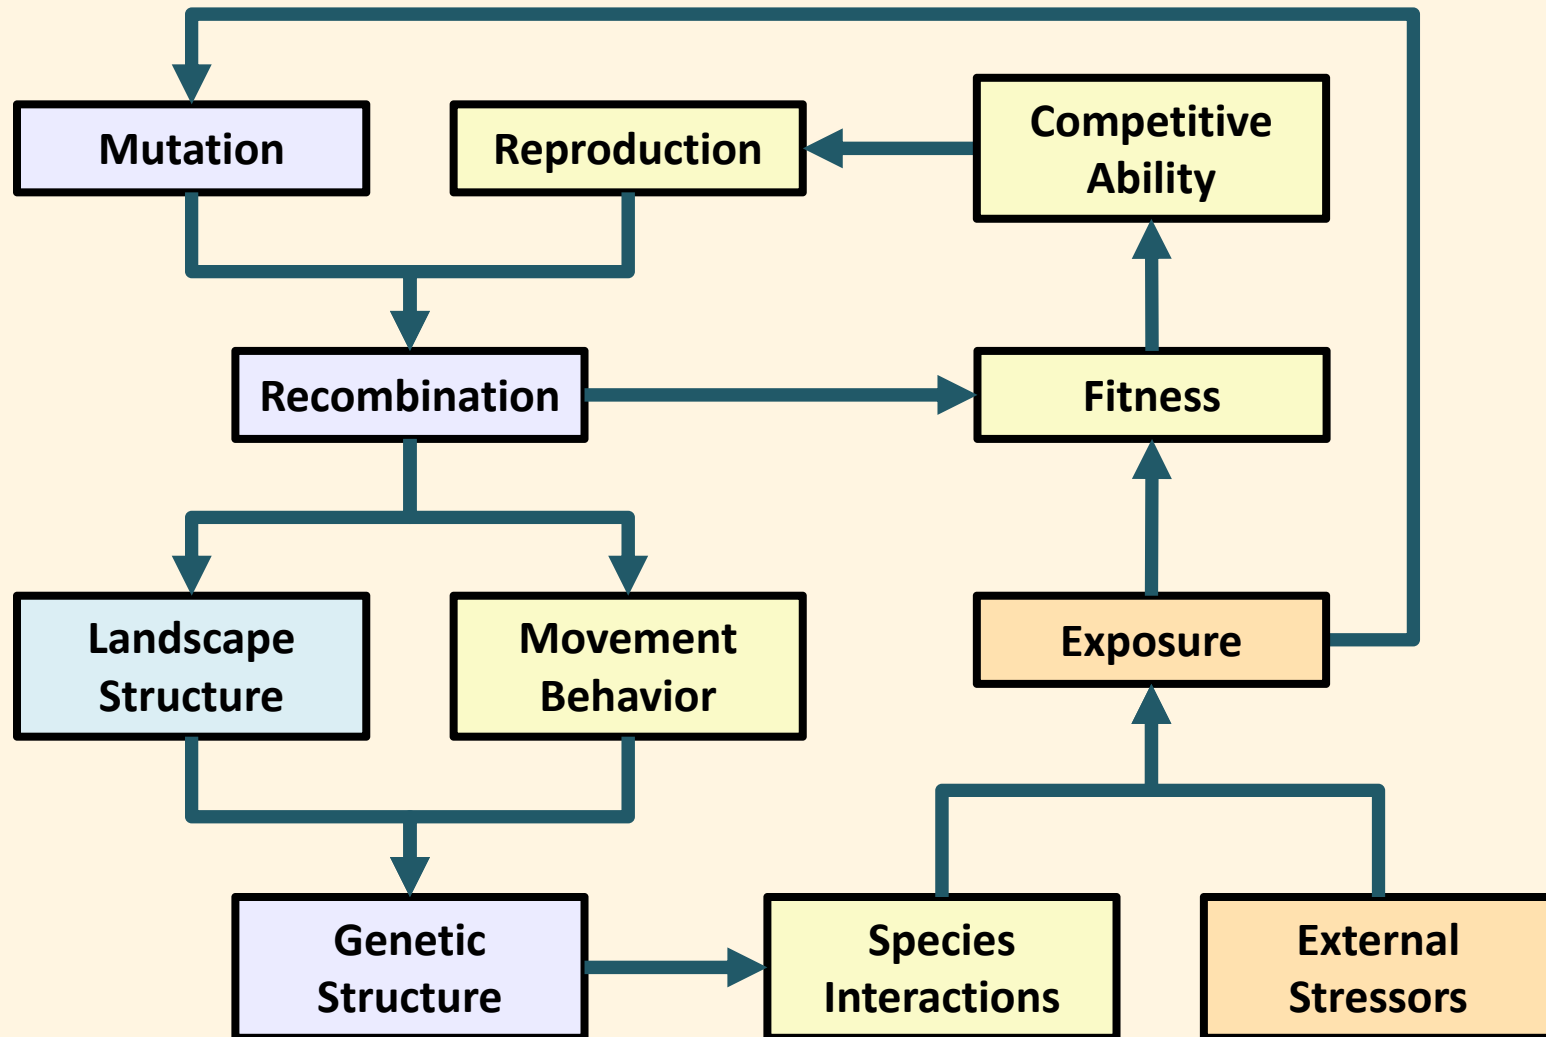 Mutation
Reproduction
Competitive
Ability
Recombination
Fitness
Landscape
Structure
Movement
Behavior
Exposure
Genetic
Structure
Species
Interactions
External
Stressors